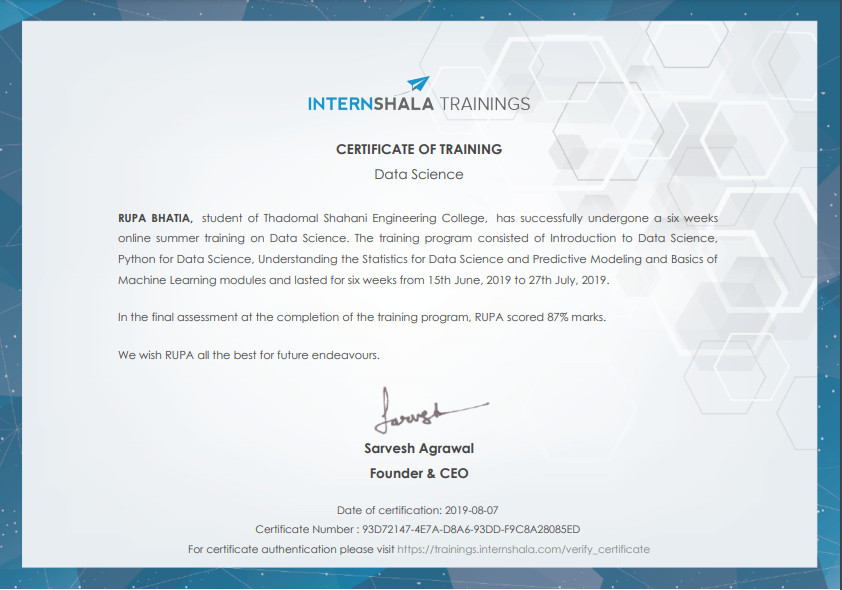 INTERNSHALA TRAININGS
CERTIFICATE OF TRAINING
Data Science
RUPA BHATIA, student of Thadomal Shahani Engineering College, has successfully undergone a six weeks
online summer training on Data Science. The training program consisted of Introduction to Data Science,
Python for Data Science, Understanding the Statistics for Data Science and Predictive Modeling and Basics of
Machine Learning modules and lasted for six weeks from 15th June, 2019 to 27th July, 2019.
In the final assessment at the completion of the training program, RUPA scored 87% marks.
We wish RUPA all the best for future endeavours.
Sarvesh
Sarvesh Agrawal
Founder & CEO
Date of certification: 2019-08-07
Certificate Number : 93D72147-4E7A-D8A6-93DD-F9C8A28085ED
For certificate authentication please visit https://trainings.internshala.com/verify_certificate